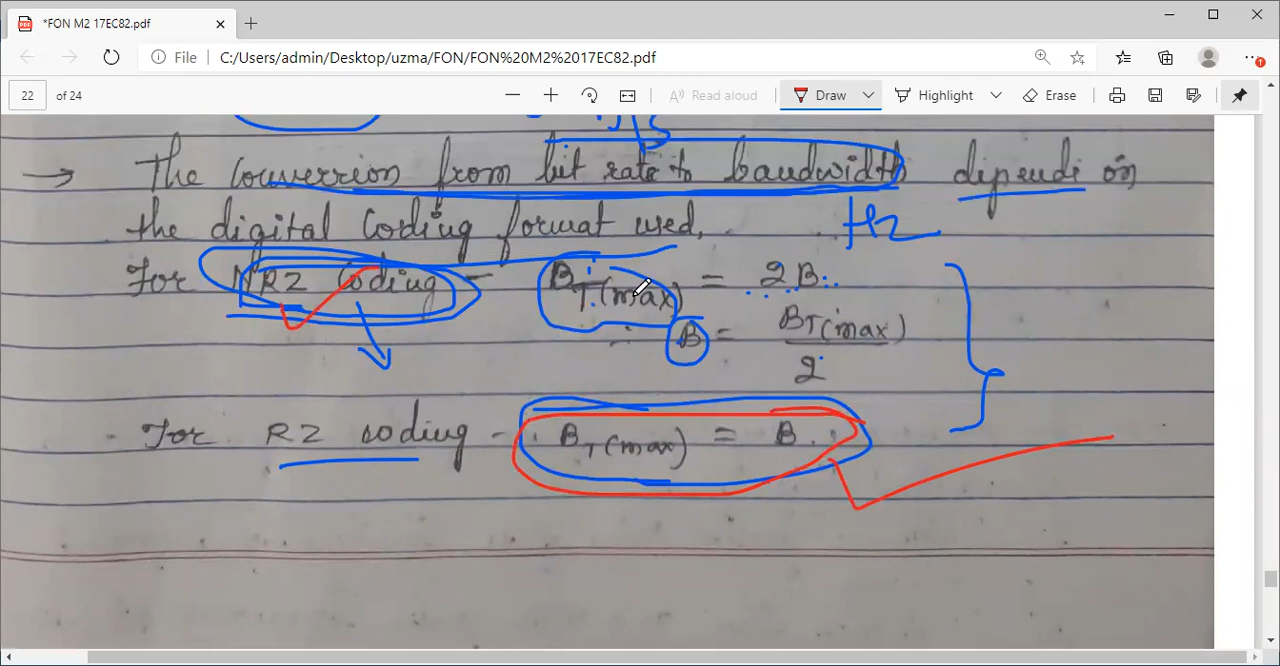 *FON M2 17EC82.pdf
File C:/Users/admin/Desktop/uzma/FON/FON%20M2%2017EC82.pdf
22 of 24 Read aloud Draw Highlight Erase
→ The conversion from bit rate to bandwidth depends on
the digital coding format used.
Hz
For NRZ coding - BT(max) = 2B
∴ B = BT(max)
2
For RZ coding - BT(max) = B